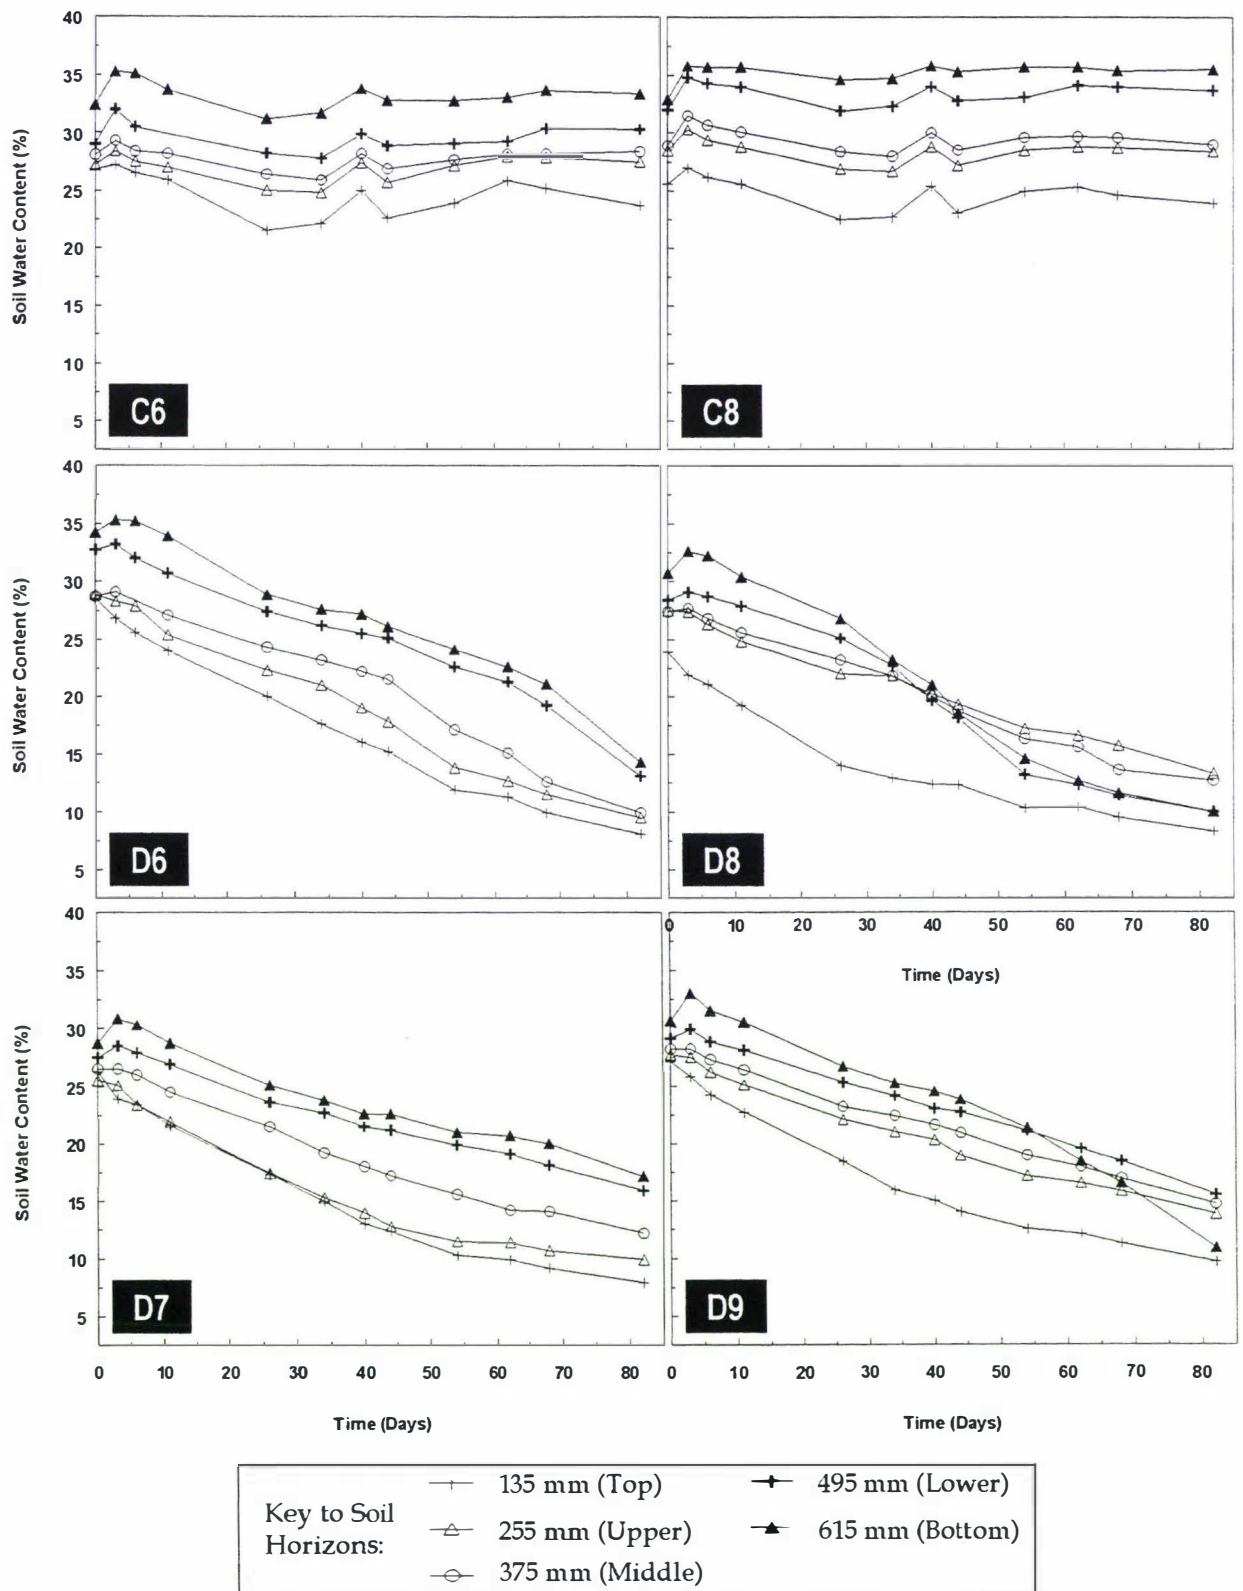 40 35 30 25 20 15 10 5
Soil Water Content (%)
C6
C8
40 35 30 25 20 15 10 5
Soil Water Content (%)
D6
D8
0 10 20 30 40 50 60 70 80
Time (Days)
40 35 30 25 20 15 10 5
Soil Water Content (%)
D7
D9
0 10 20 30 40 50 60 70 80
Time (Days)
0 10 20 30 40 50 60 70 80
Time (Days)
Key to Soil
Horizons:
135 mm (Top)
255 mm (Upper)
375 mm (Middle)
495 mm (Lower)
615 mm (Bottom)